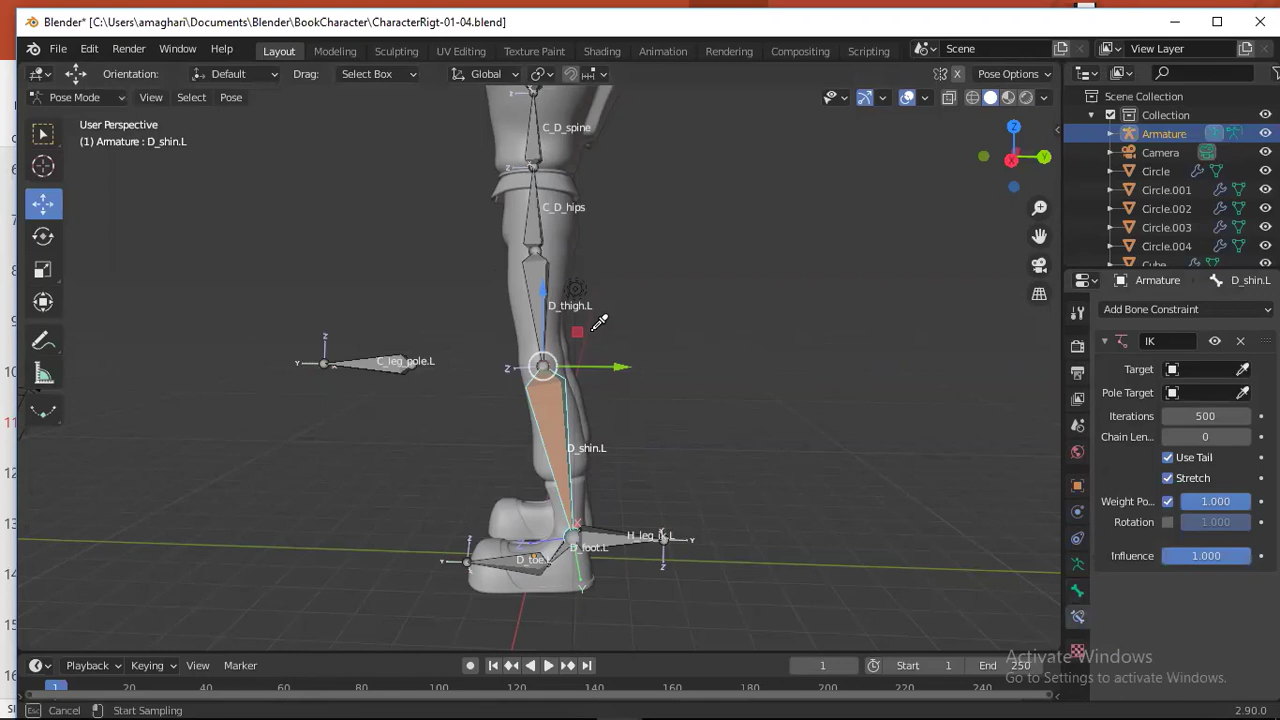 Blender* [C:\Users\amaghari\Documents\Blender\BookCharacter\CharacterRigt-01-04.blend]
File Edit Render Window Help Layout Modeling Sculpting UV Editing Texture Paint Shading Animation Rendering Compositing Scripting Scene View Layer
Orientation: Default Drag: Select Box Global X Pose Options
Pose Mode View Select Pose
User Perspective
(1) Armature : D_shin.L
C_D_spine
C_D_hips
D_thigh.L
C_leg_pole.L
D_shin.L
H_leg_ik.L
D_foot.L
D_toe.L
Z
Y
X
Scene Collection
Collection
Armature
Camera
Circle
Circle.001
Circle.002
Circle.003
Circle.004
Armature D_shin.L
Add Bone Constraint
IK
Target
Pole Target
Iterations 500
Chain Len... 0
Use Tail
Stretch
Weight Po... 1.000
Rotation 1.000
Influence 1.000
Activate Windows
Go to Settings to activate Windows.
Playback Keying View Marker 1 Start 1 End 250
1 20 40 60 80 100 120 140 160 180 200 220 240
Cancel Start Sampling 2.90.0